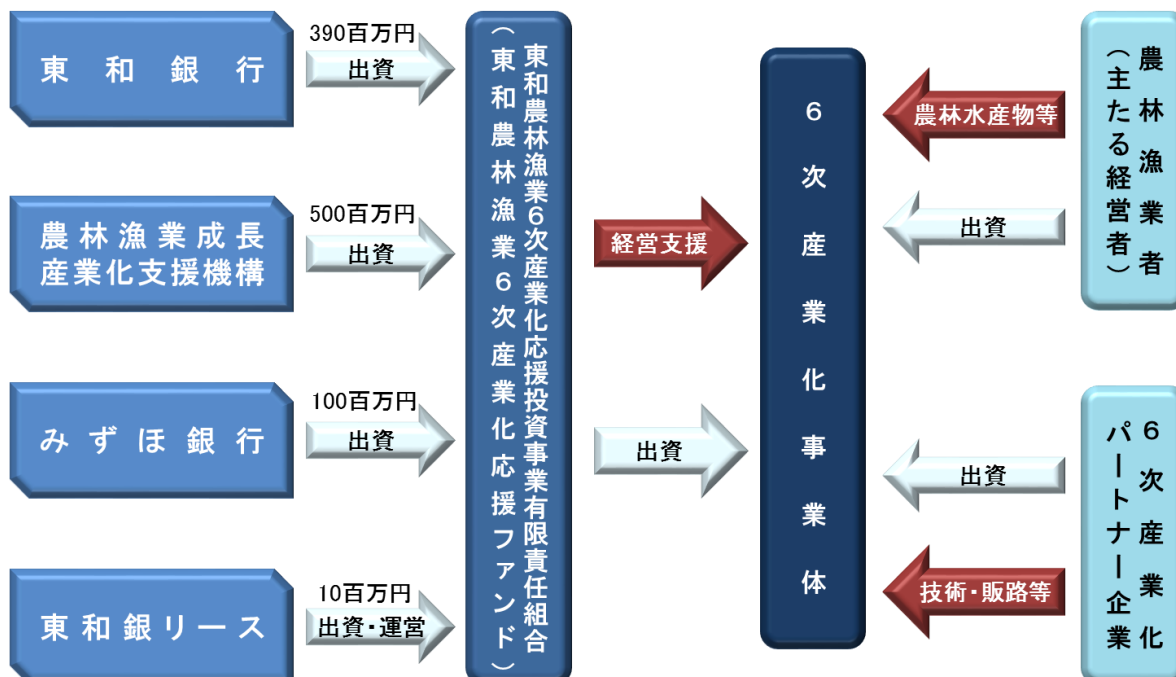 東和銀行
390百万円
出資
農林漁業成長
産業化支援機構
500百万円
出資
みずほ銀行
100百万円
出資
東和銀リース
10百万円
出資・運営
東和農林漁業6次産業化応援投資事業有限責任組合
(東和農林漁業6次産業化応援ファンド)
経営支援
出資
6次産業化事業体
農林水産物等
出資
出資
技術・販路等
農林漁業者
(主たる経営者)
6次産業化
パートナー企業